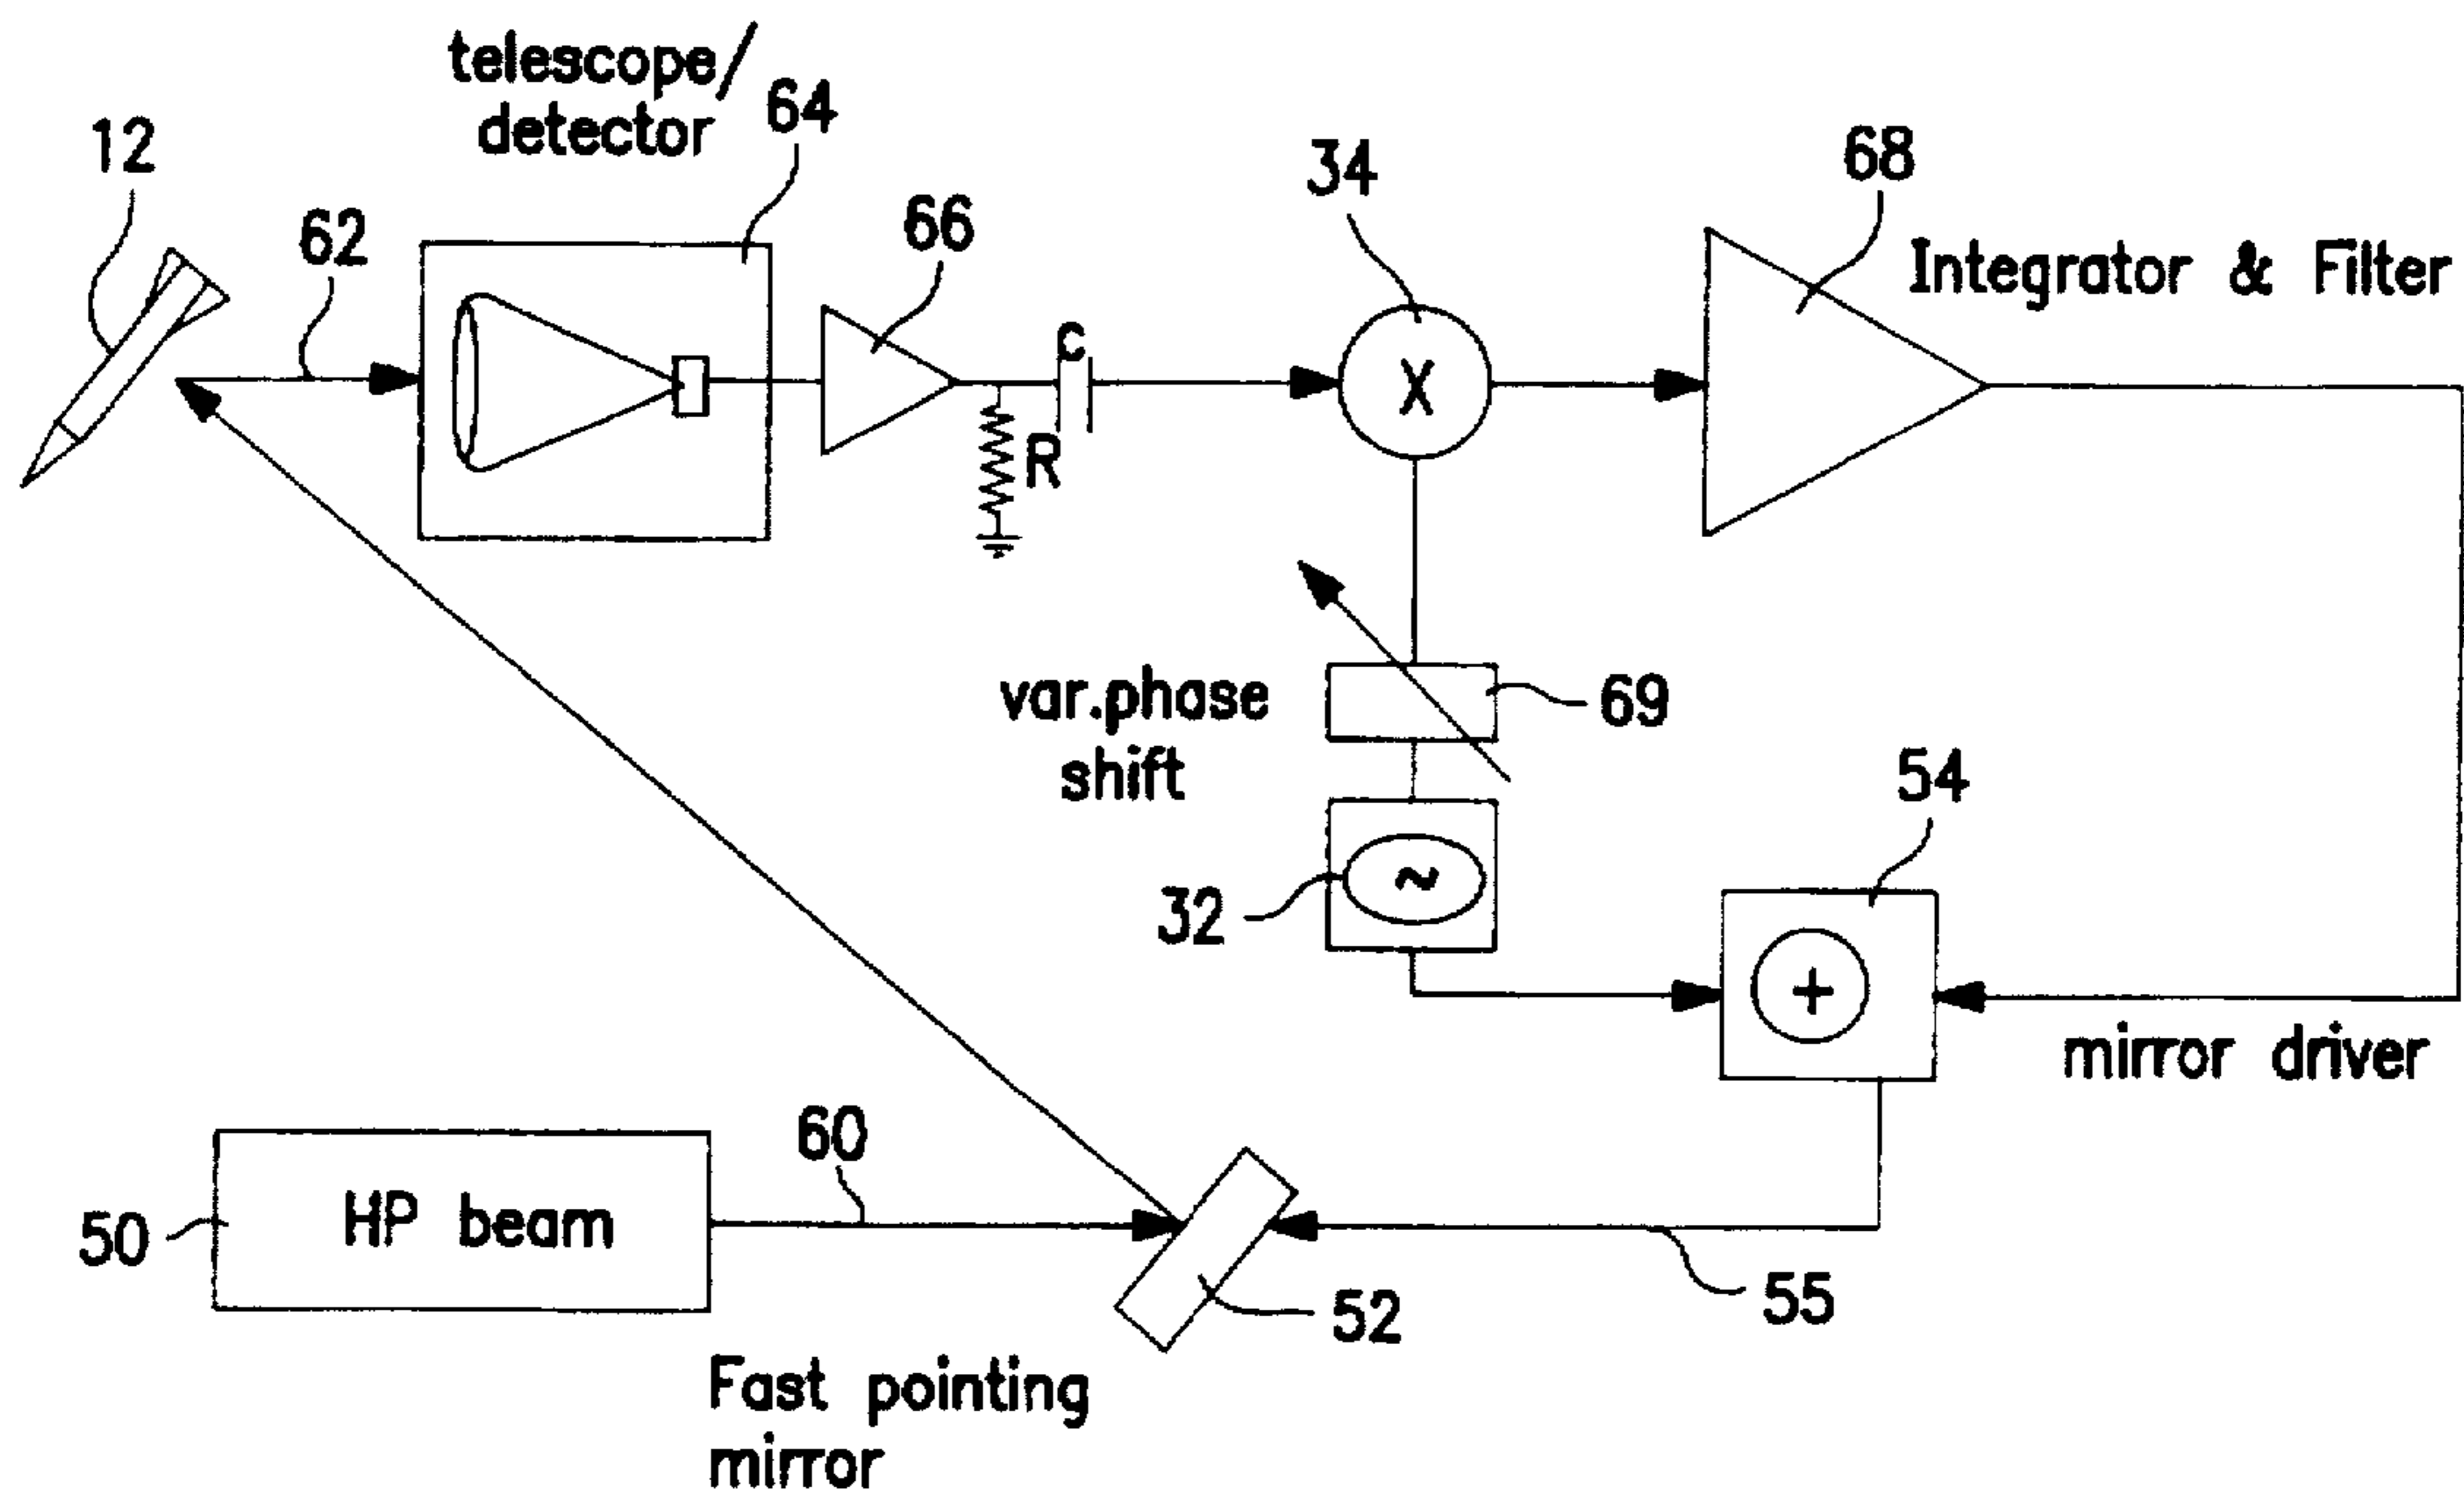 telescope/
detector
64
12
62
66
34
68
Integrator & Filter
C
R
X
var.phase
shift
69
32
~
54
+
mirror driver
50
HP beam
60
52
55
Fast pointing
mirror